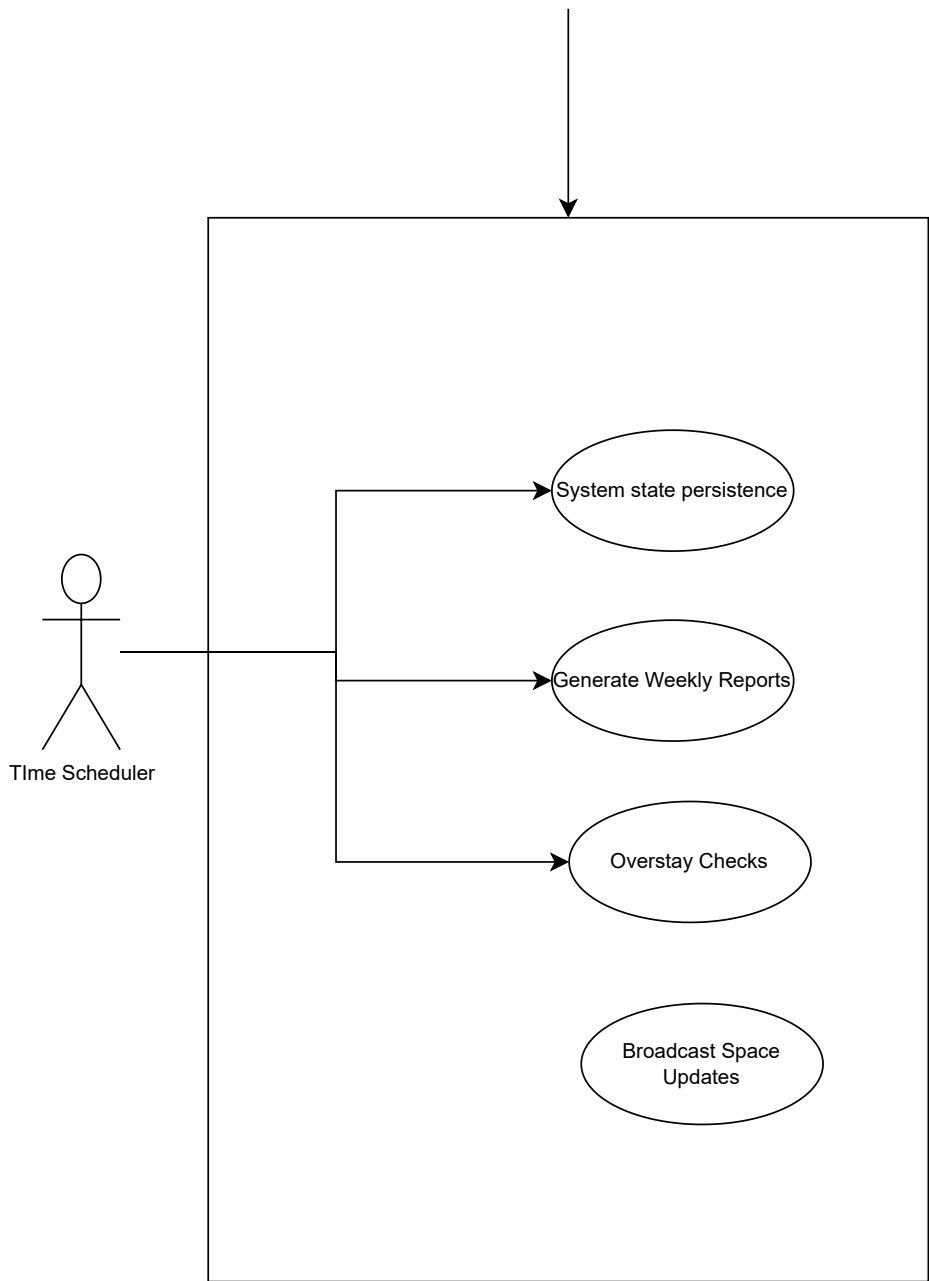 System state persistence
Generate Weekly Reports
TIme Scheduler
Overstay Checks
Broadcast Space
Updates